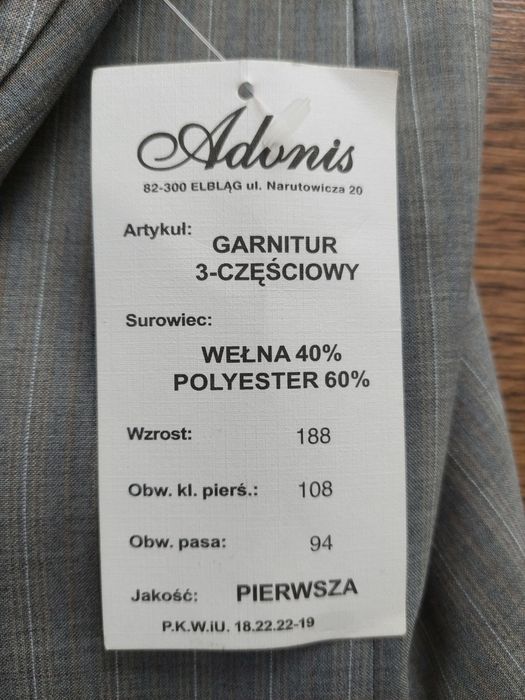 Adonis
82-300 ELBLĄG ul. Narutowicza 20
Artykuł:
GARNITUR
3-CZĘŚCIOWY
Surowiec:
WEŁNA 40%
POLYESTER 60%
Wzrost: 188
Obw. kl. pierś.: 108
Obw. pasa: 94
Jakość: PIERWSZA
P.K.W.iU. 18.22.22-19